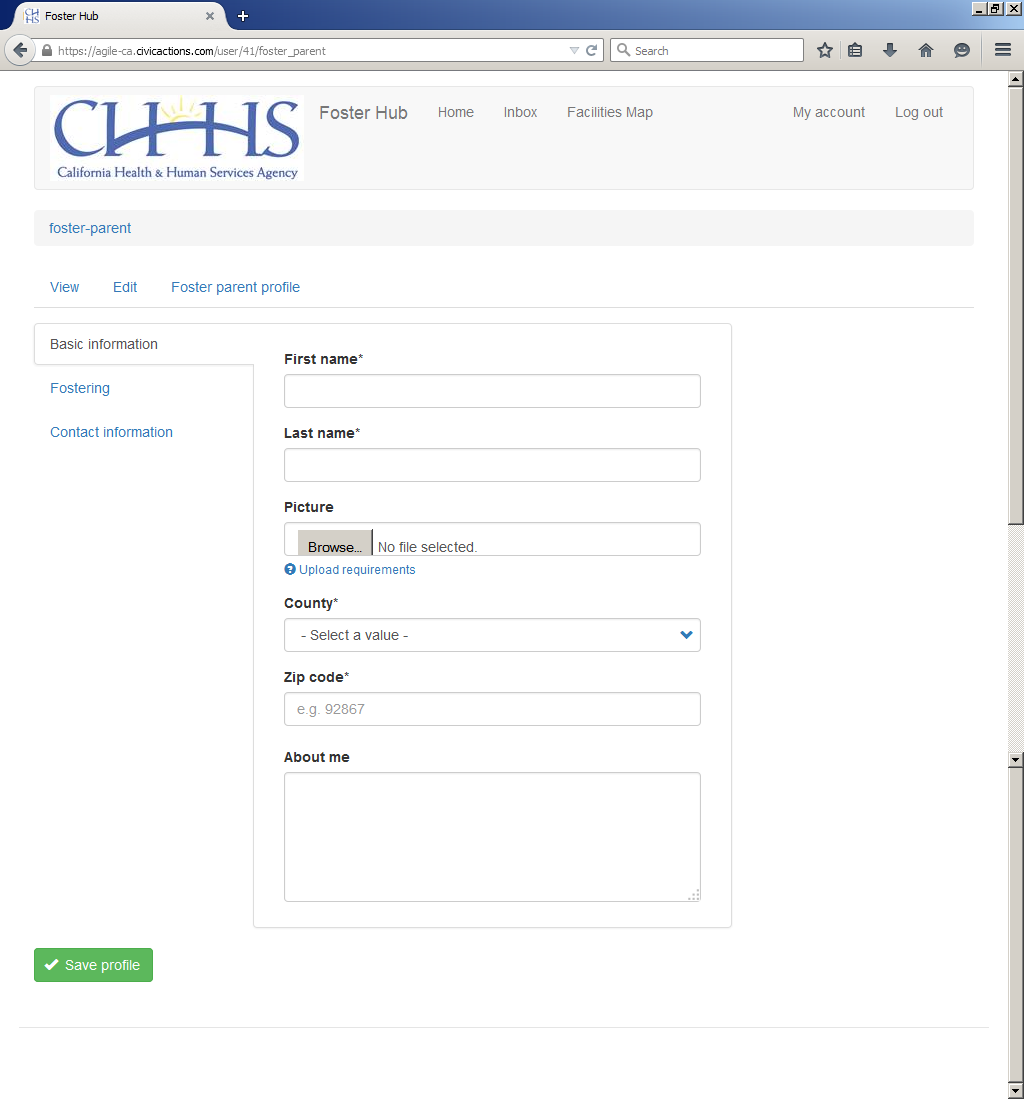 Foster Hub
https://agile-ca.civicactions.com/user/41/foster_parent
Search
CHHS
California Health & Human Services Agency
Foster Hub Home Inbox Facilities Map My account Log out
foster-parent
View Edit Foster parent profile
Basic information
Fostering
Contact information
First name*
Last name*
Picture
Browse... No file selected.
Upload requirements
County*
- Select a value -
Zip code*
e.g. 92867
About me
Save profile